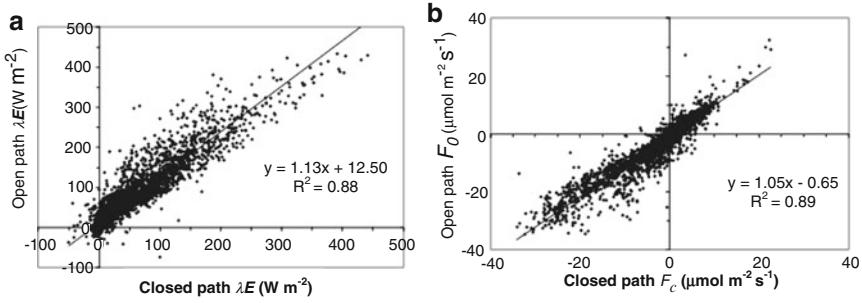 a
Open path λE(W m-2)
500
400
300
200
100
0
-100
-100 0 100 200 300 400 500
y = 1.13x + 12.50
R2 = 0.88
Closed path λE (W m-2)
b
Open path F0 (μmol m-2 s-1)
40
20
0
-20
-40
-40 -20 0 20 40
y = 1.05x - 0.65
R2 = 0.89
Closed path Fc (μmol m-2 s-1)